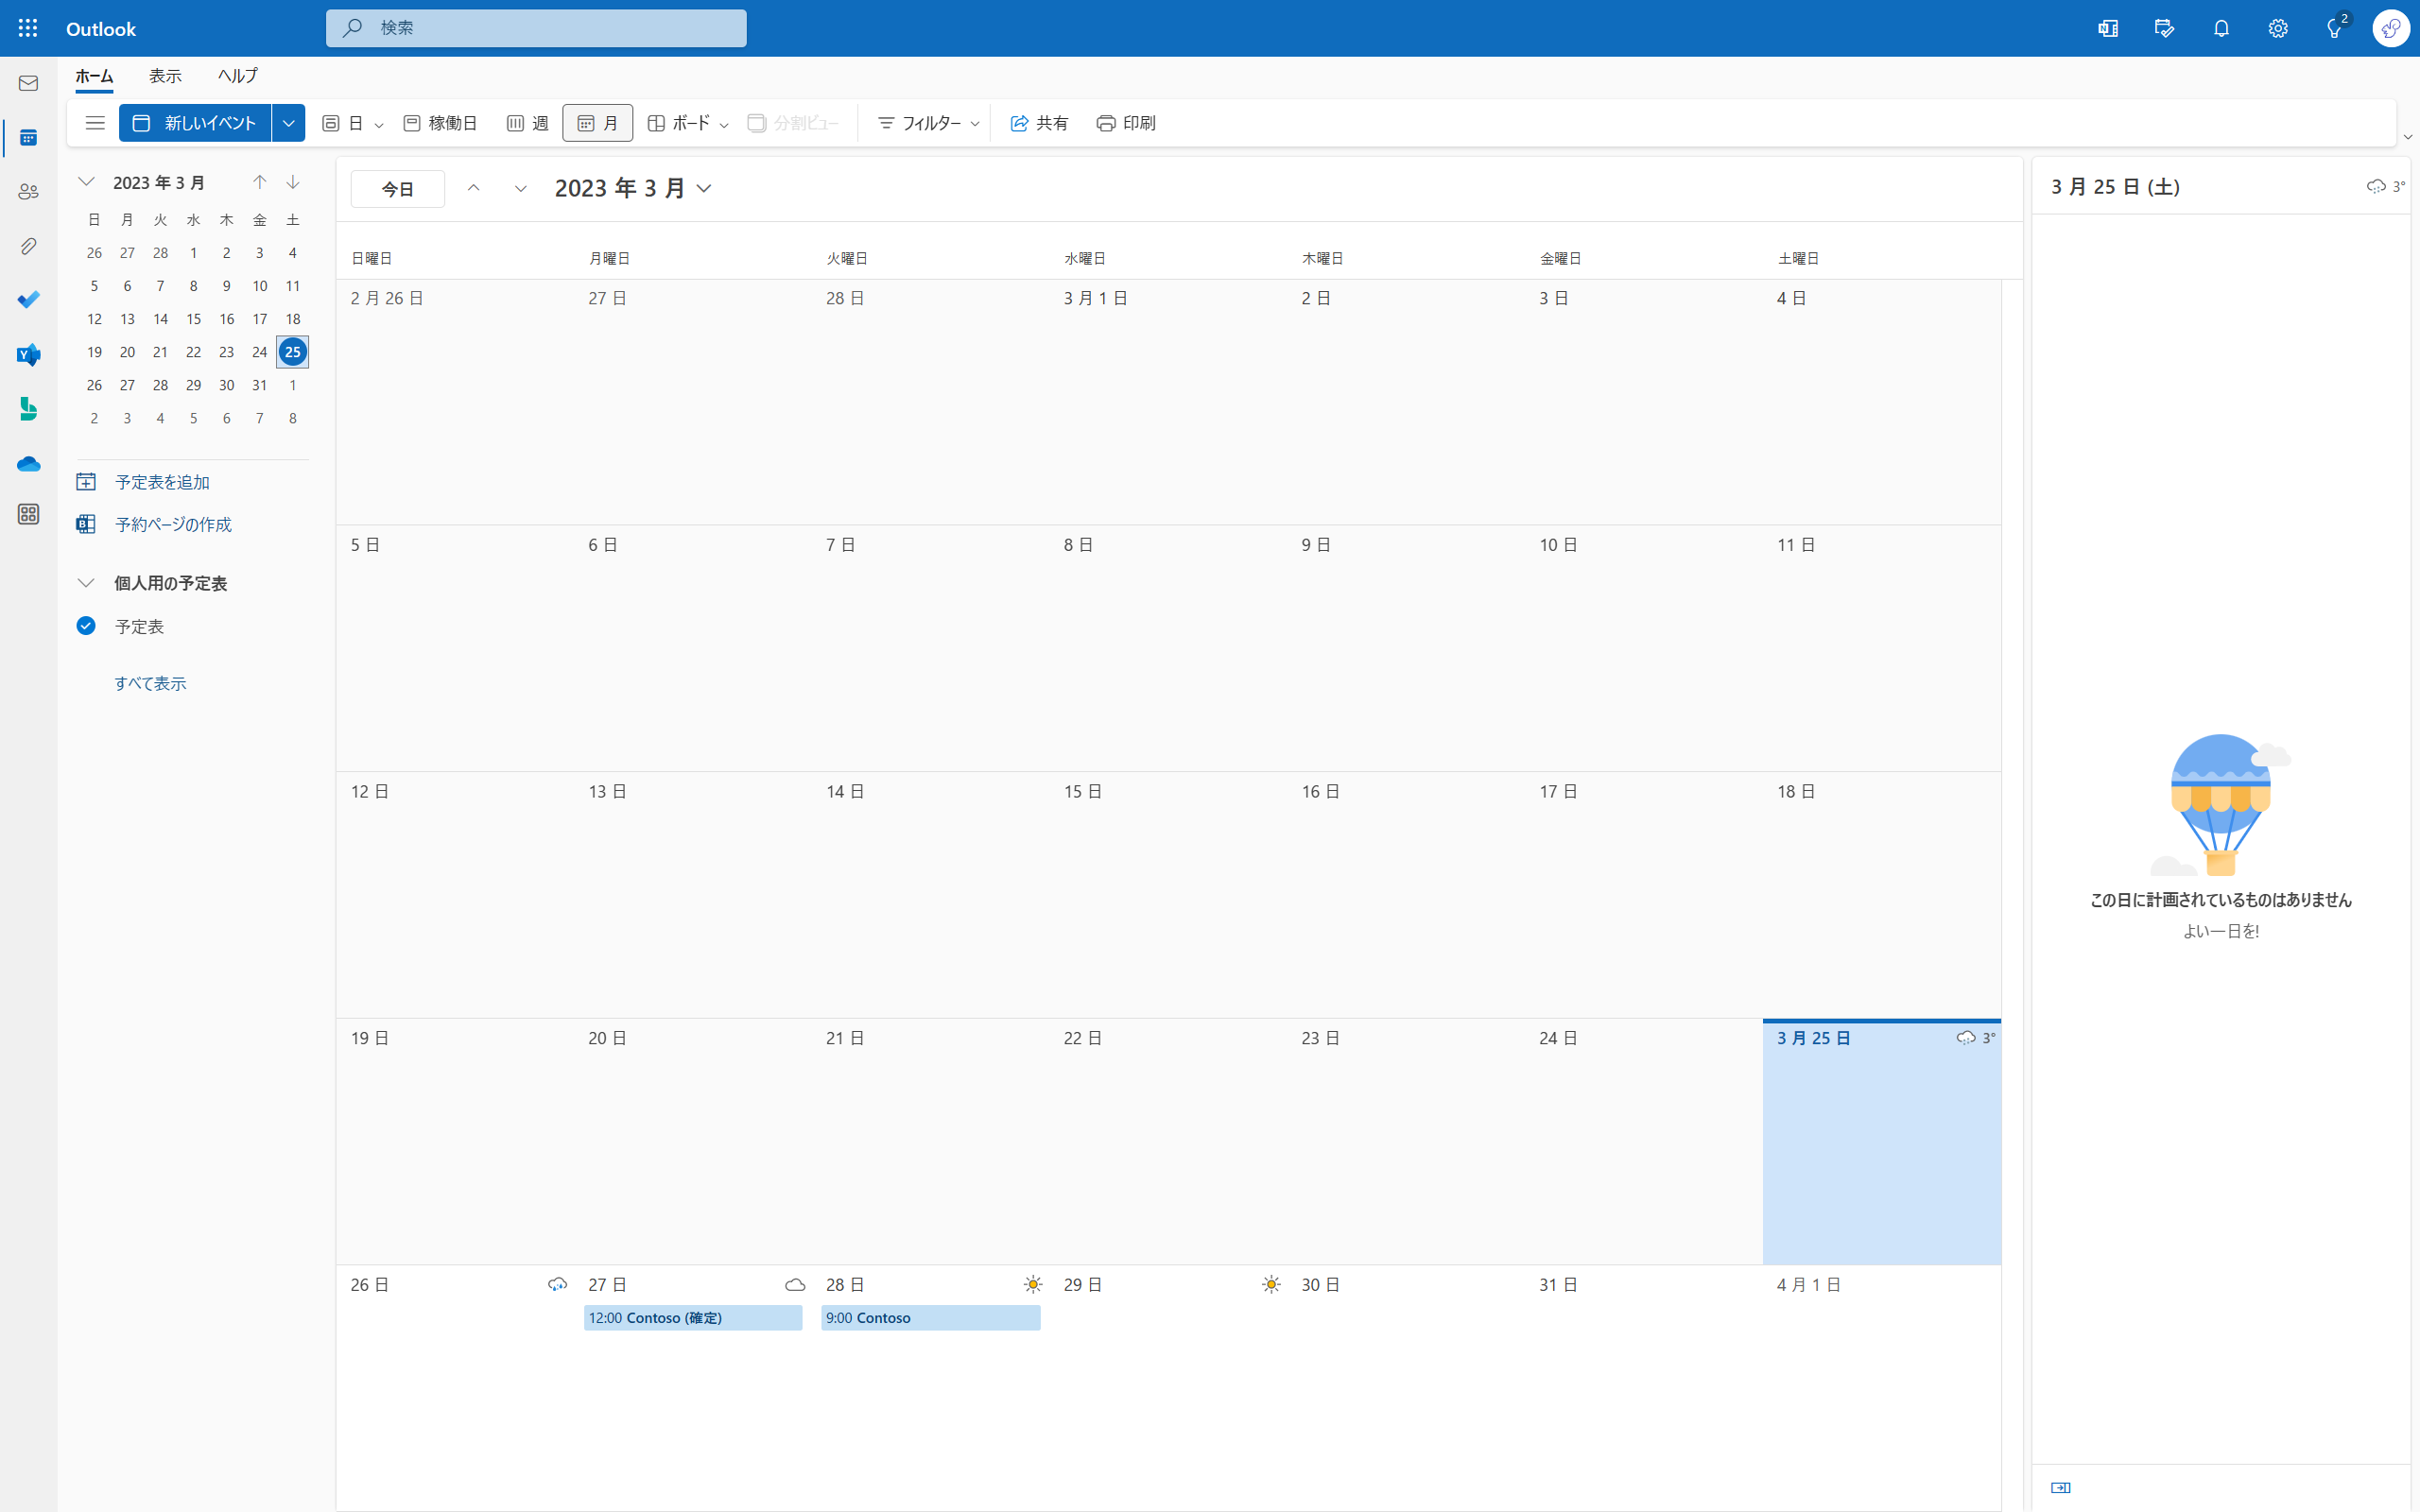 Outlook 検索 2
ホーム 表示 ヘルプ
新しいイベント 日 稼働日 週 月 ボード 分割ビュー フィルター 共有 印刷
2023 年 3 月
日 月 火 水 木 金 土
26 27 28 1 2 3 4
5 6 7 8 9 10 11
12 13 14 15 16 17 18
19 20 21 22 23 24 25
26 27 28 29 30 31 1
2 3 4 5 6 7 8
予定表を追加
予約ページの作成
個人用の予定表
予定表
すべて表示
今日 2023 年 3 月
日曜日 月曜日 火曜日 水曜日 木曜日 金曜日 土曜日
2 月 26 日 27 日 28 日 3 月 1 日 2 日 3 日 4 日
5 日 6 日 7 日 8 日 9 日 10 日 11 日
12 日 13 日 14 日 15 日 16 日 17 日 18 日
19 日 20 日 21 日 22 日 23 日 24 日 3 月 25 日 3°
26 日 27 日 28 日 29 日 30 日 31 日 4 月 1 日
12:00 Contoso (確定) 9:00 Contoso
3 月 25 日 (土) 3°
この日に計画されているものはありません
よい一日を!